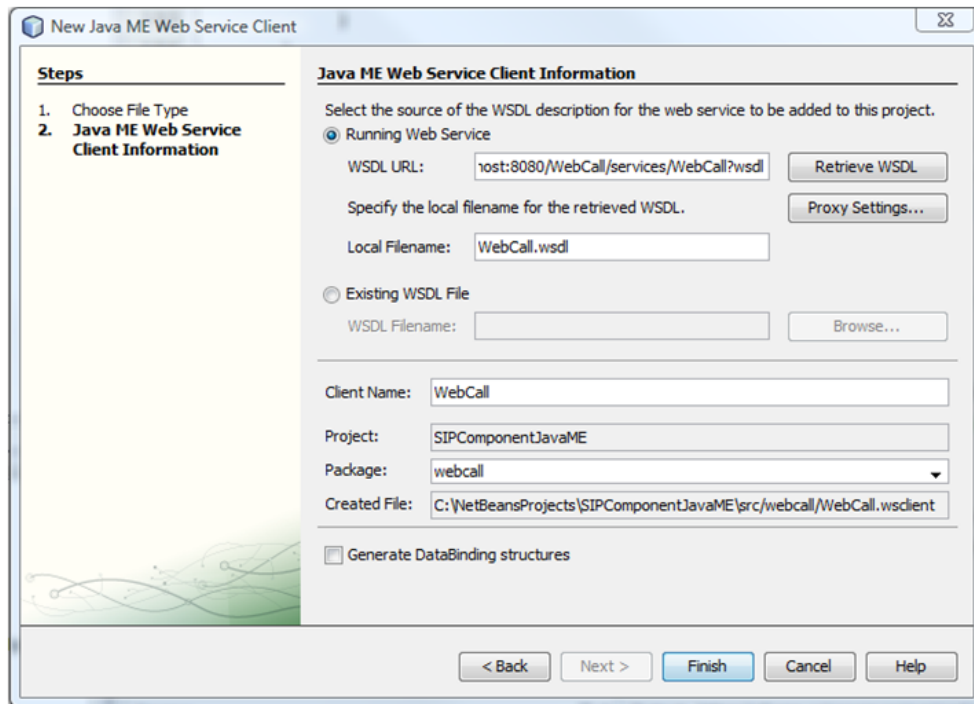 New Java ME Web Service Client
Steps
1. Choose File Type
2. Java ME Web Service
Client Information
Java ME Web Service Client Information
Select the source of the WSDL description for the web service to be added to this project.
Running Web Service
WSDL URL: host:8080/WebCall/services/WebCall?wsdl Retrieve WSDL
Specify the local filename for the retrieved WSDL. Proxy Settings...
Local Filename: WebCall.wsdl
Existing WSDL File
WSDL Filename: Browse...
Client Name: WebCall
Project: SIPComponentJavaME
Package: webcall
Created File: C:\NetBeansProjects\SIPComponentJavaME\src/webcall/WebCall.wsclient
Generate DataBinding structures
< Back Next > Finish Cancel Help